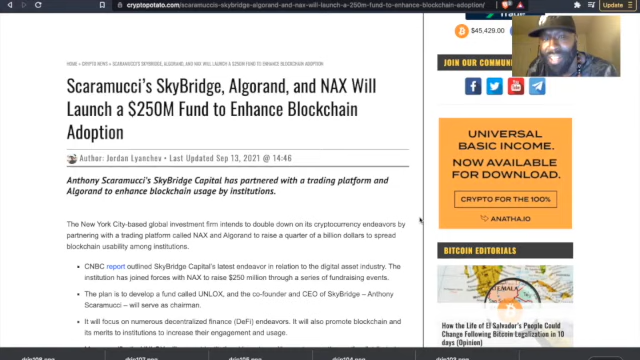 cryptopotato.com/scaramuccis-skybridge-algorand-and-nax-will-launch-a-250m-fund-to-enhance-blockchain-adoption/
Update
Trade
$45,429.00
HOME » CRYPTO NEWS » SCARAMUCCI'S SKYBRIDGE, ALGORAND, AND NAX WILL LAUNCH A $250M FUND TO ENHANCE BLOCKCHAIN ADOPTION
Scaramucci's SkyBridge, Algorand, and NAX Will
Launch a $250M Fund to Enhance Blockchain
Adoption
Author: Jordan Lyanchev • Last Updated Sep 13, 2021 @ 14:46
Anthony Scaramucci's SkyBridge Capital has partnered with a trading platform and
Algorand to enhance blockchain usage by institutions.
The New York City-based global investment firm intends to double down on its cryptocurrency endeavors by
partnering with a trading platform called NAX and Algorand to raise a quarter of a billion dollars to spread
blockchain usability among institutions.
• CNBC report outlined SkyBridge Capital's latest endeavor in relation to the digital asset industry. The
institution has joined forces with NAX to raise $250 million through a series of fundraising events.
• The plan is to develop a fund called UNLOX, and the co-founder and CEO of SkyBridge – Anthony
Scaramucci – will serve as chairman.
• It will focus on numerous decentralized finance (DeFi) endeavors. It will also promote blockchain and
its merits to institutions to increase their engagement and usage.
JOIN OUR COMMUN
UNIVERSAL
BASIC INCOME.
NOW AVAILABLE
FOR DOWNLOAD.
CRYPTO FOR THE 100%
ANATHA.IO
BITCOIN EDITORIALS
How the Life of El Salvador's People Could
Change Following Bitcoin Legalization in 10
days (Opinion)